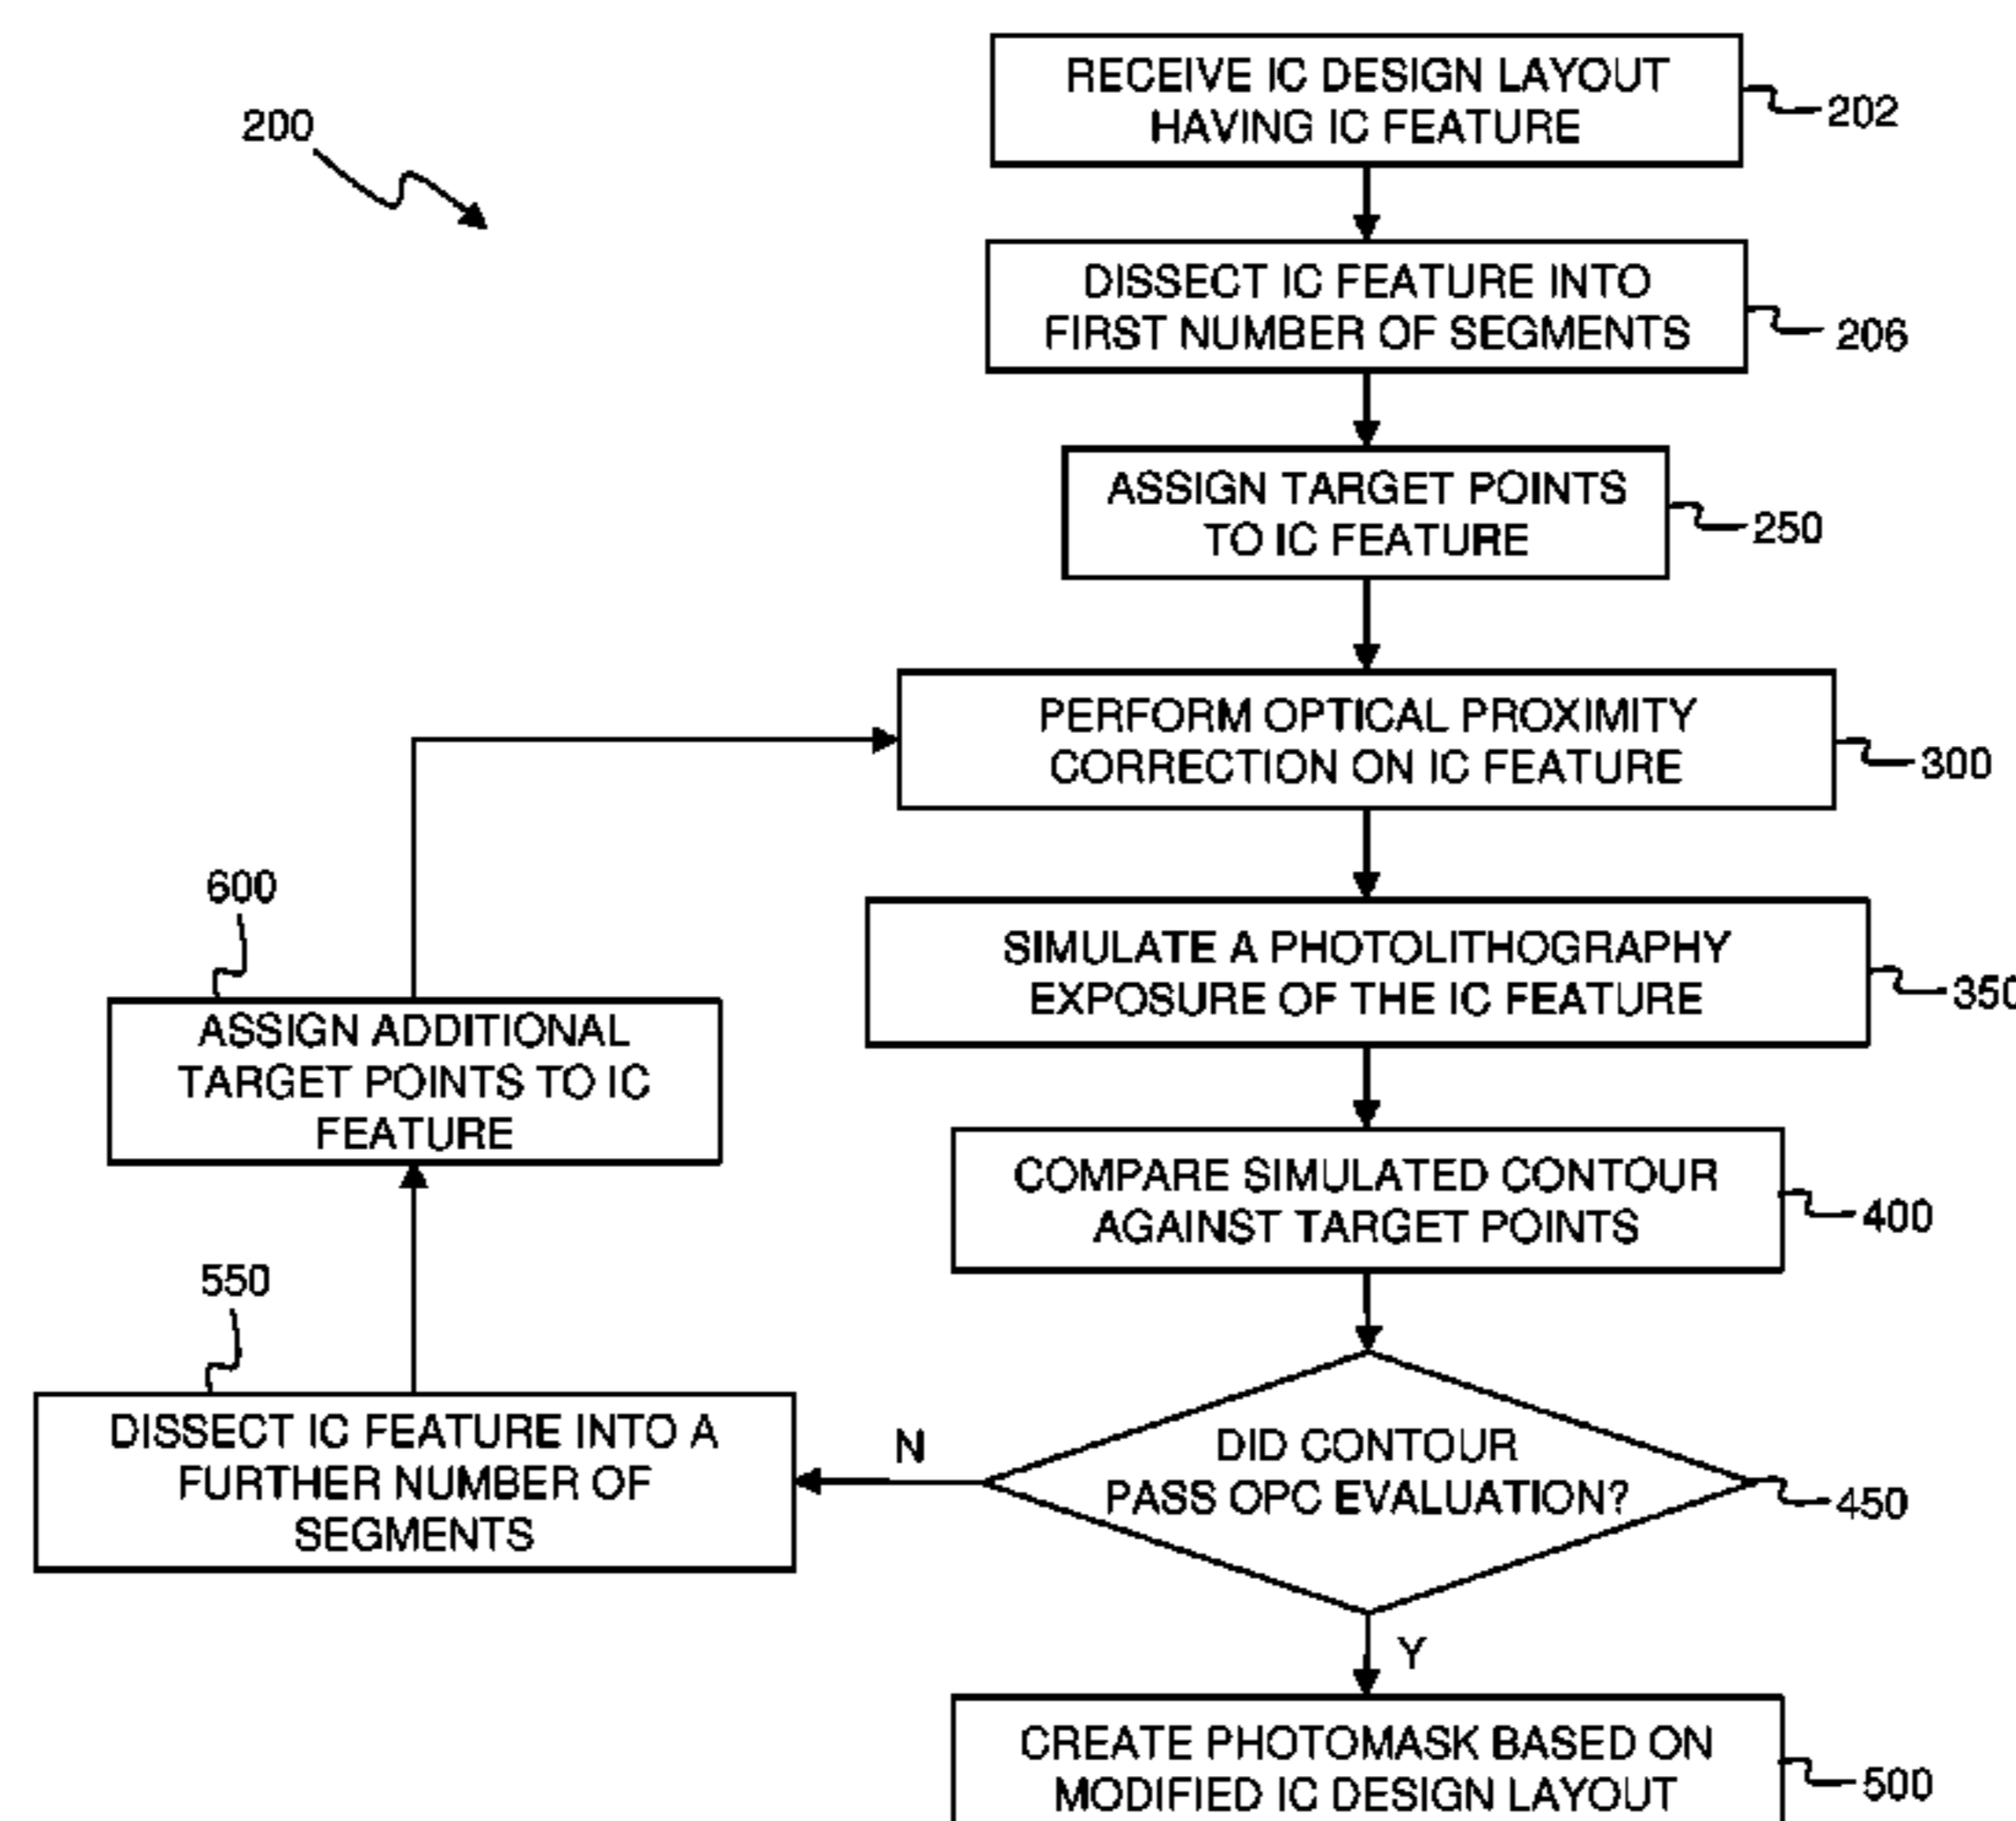 200
RECEIVE IC DESIGN LAYOUT
HAVING IC FEATURE
202
DISSECT IC FEATURE INTO
FIRST NUMBER OF SEGMENTS
206
ASSIGN TARGET POINTS
TO IC FEATURE
250
PERFORM OPTICAL PROXIMITY
CORRECTION ON IC FEATURE
300
SIMULATE A PHOTOLITHOGRAPHY
EXPOSURE OF THE IC FEATURE
350
COMPARE SIMULATED CONTOUR
AGAINST TARGET POINTS
400
DID CONTOUR
PASS OPC EVALUATION?
450
N
DISSECT IC FEATURE INTO A
FURTHER NUMBER OF
SEGMENTS
550
ASSIGN ADDITIONAL
TARGET POINTS TO IC
FEATURE
600
Y
CREATE PHOTOMASK BASED ON
MODIFIED IC DESIGN LAYOUT
500